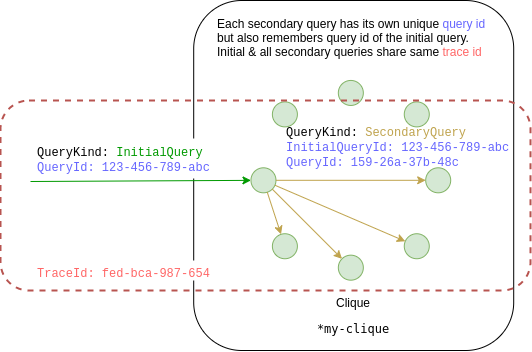 Each secondary query has its own unique query id
but also remembers query id of the initial query.
Initial & all secondary queries share same trace id
QueryKind: InitialQuery
QueryId: 123-456-789-abc
QueryKind: SecondaryQuery
InitialQueryId: 123-456-789-abc
QueryId: 159-26a-37b-48c
TraceId: fed-bca-987-654
Clique
*my-clique